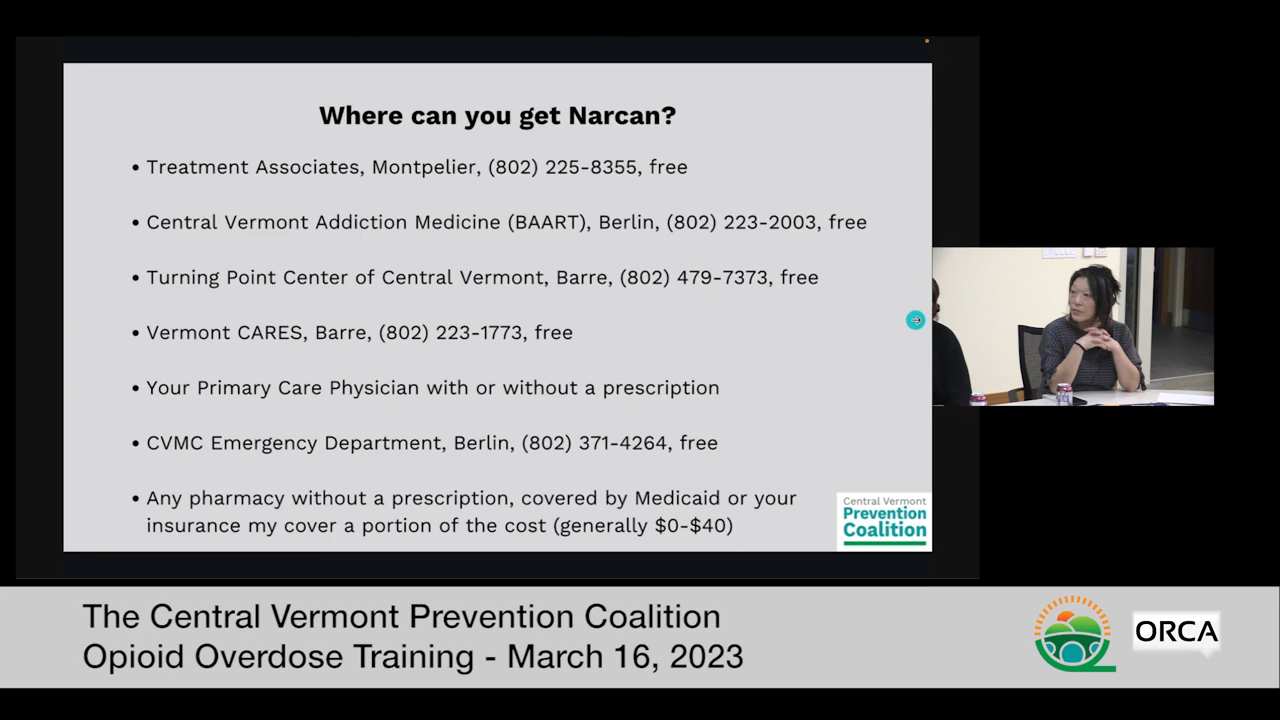 Where can you get Narcan?
• Treatment Associates, Montpelier, (802) 225-8355, free
• Central Vermont Addiction Medicine (BAART), Berlin, (802) 223-2003, free
• Turning Point Center of Central Vermont, Barre, (802) 479-7373, free
• Vermont CARES, Barre, (802) 223-1773, free
• Your Primary Care Physician with or without a prescription
• CVMC Emergency Department, Berlin, (802) 371-4264, free
• Any pharmacy without a prescription, covered by Medicaid or your
insurance my cover a portion of the cost (generally $0-$40)
Central Vermont
Prevention
Coalition
The Central Vermont Prevention Coalition
Opioid Overdose Training - March 16, 2023
ORCA